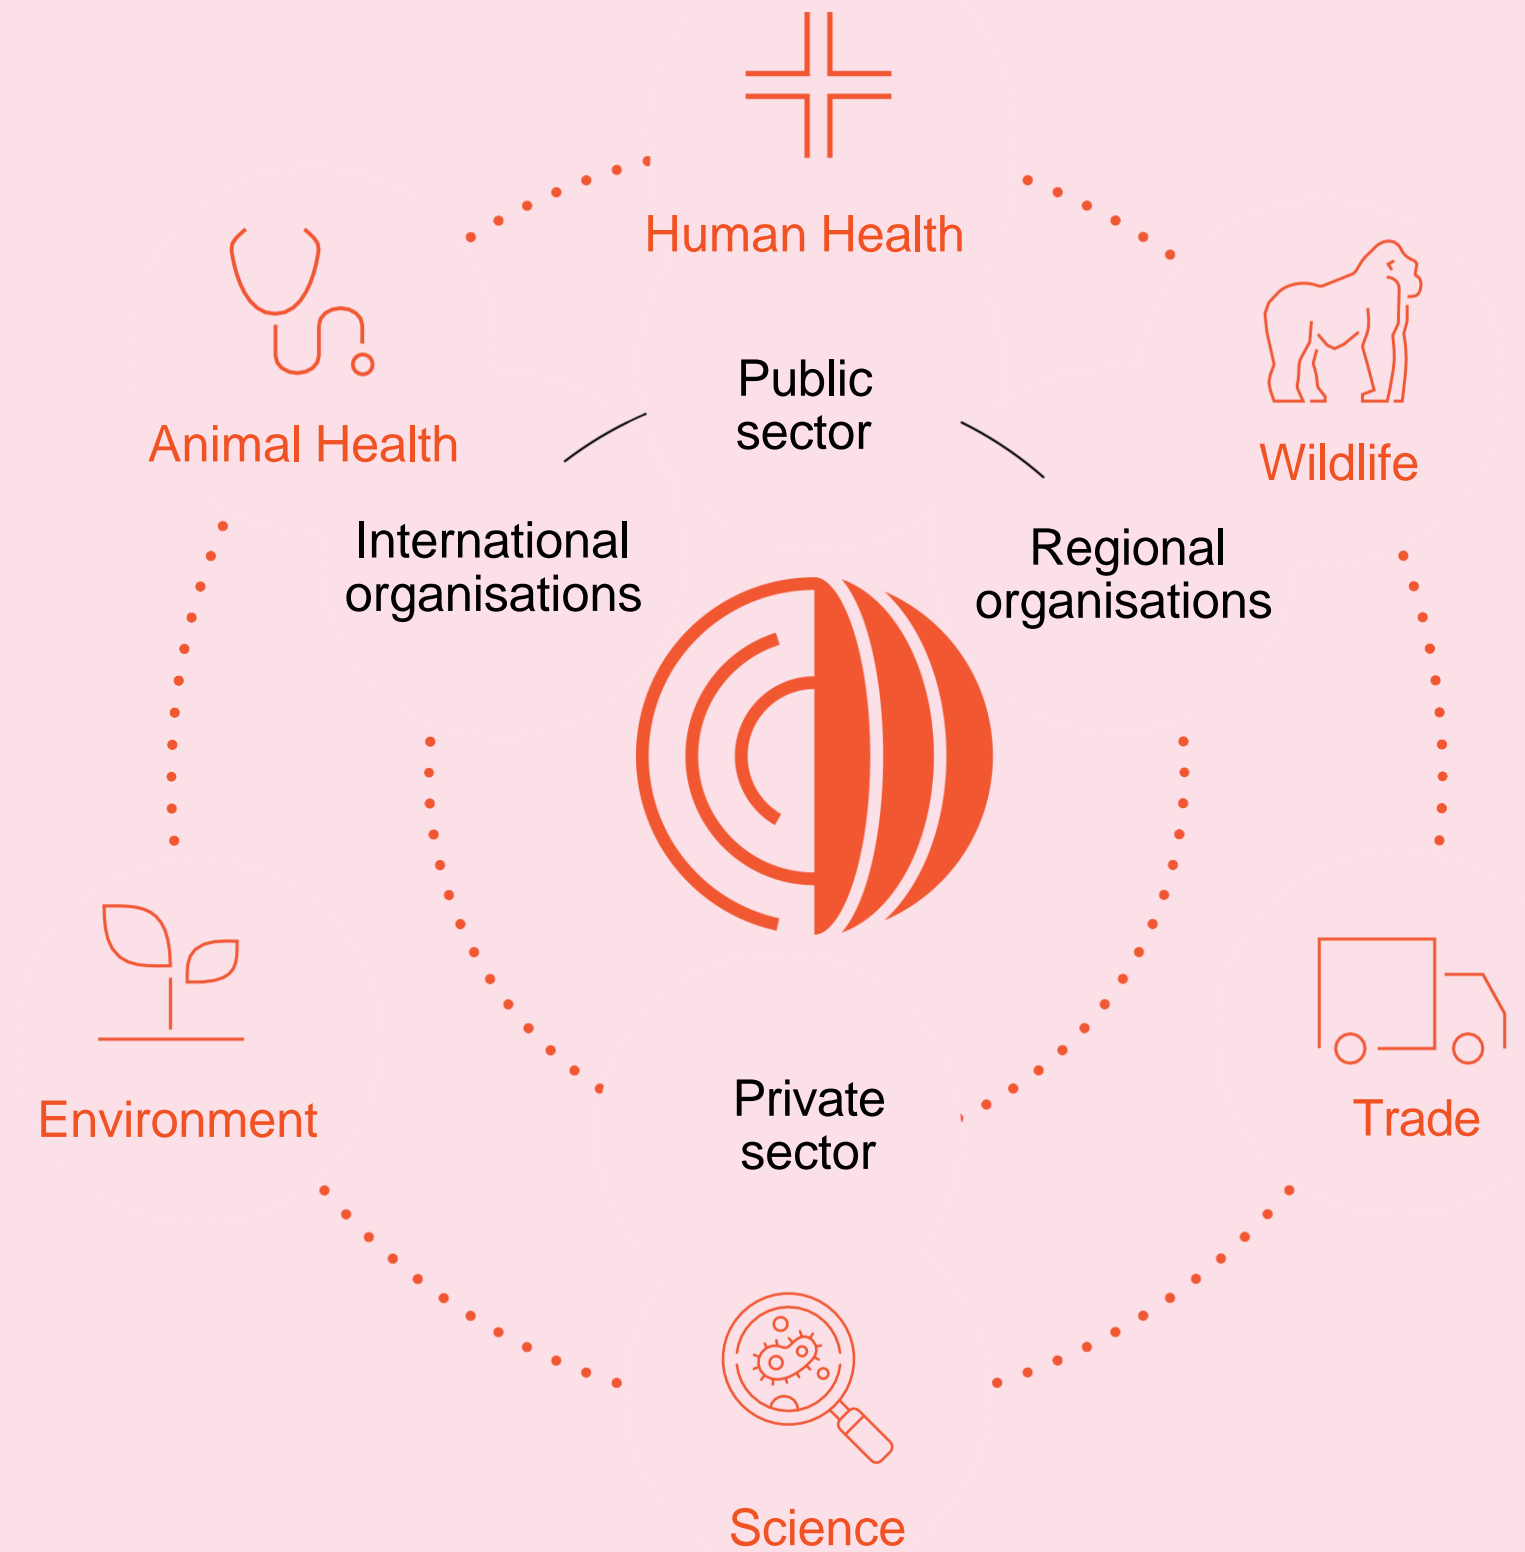 Human Health
Animal Health
Wildlife
Public
sector
International
organisations
Regional
organisations
Private
sector
Environment
Trade
Science